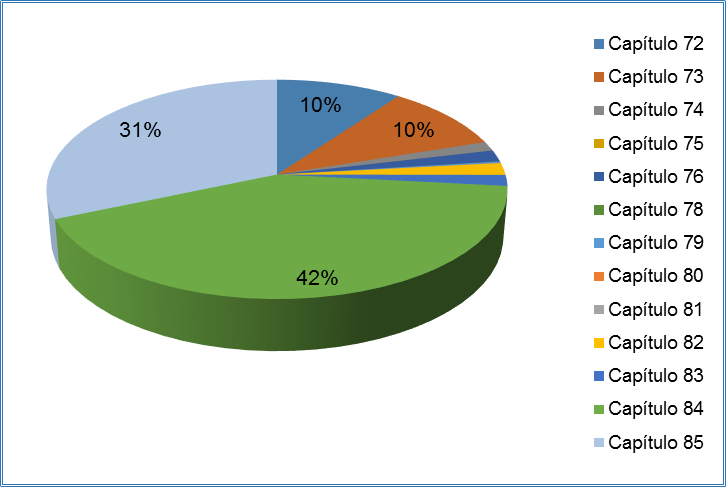 10%
10%
31%
42%
Capítulo 72
Capítulo 73
Capítulo 74
Capítulo 75
Capítulo 76
Capítulo 78
Capítulo 79
Capítulo 80
Capítulo 81
Capítulo 82
Capítulo 83
Capítulo 84
Capítulo 85